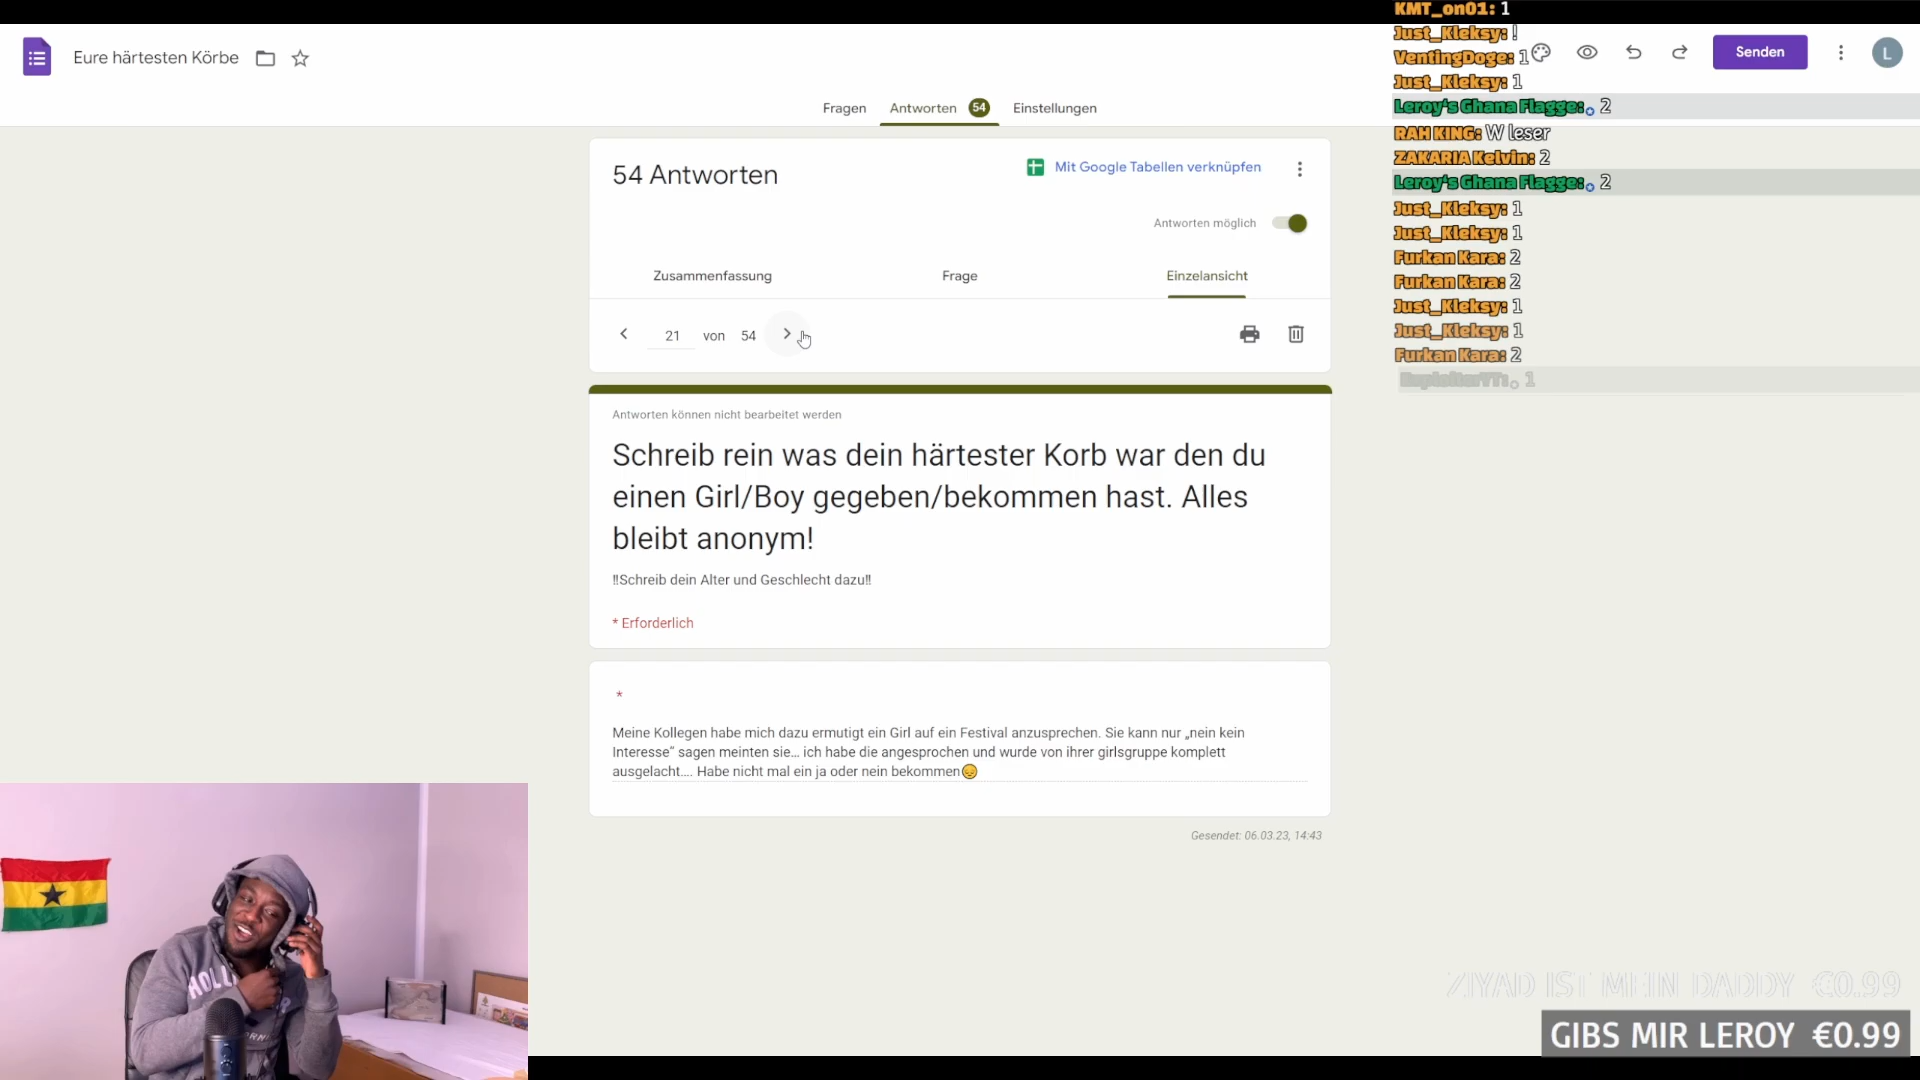 Eure härtesten Körbe
Senden
L
Fragen
Antworten 54
Einstellungen
54 Antworten
Mit Google Tabellen verknüpfen
Antworten möglich
Zusammenfassung
Frage
Einzelansicht
21 von 54
Antworten können nicht bearbeitet werden
Schreib rein was dein härtester Korb war den du
einen Girl/Boy gegeben/bekommen hast. Alles
bleibt anonym!
‼Schreib dein Alter und Geschlecht dazu‼
* Erforderlich
*
Meine Kollegen habe mich dazu ermutigt ein Girl auf ein Festival anzusprechen. Sie kann nur „nein kein
Interesse“ sagen meinten sie... ich habe die angesprochen und wurde von ihrer girlsgruppe komplett
ausgelacht.... Habe nicht mal ein ja oder nein bekommen😞
Gesendet: 06.03.23, 14:43
KMT_on01: 1
Just_Kleksy: !
VentingDoge: 1
Just_Kleksy: 1
Leroy's Ghana Flagge: 2
RAH KING: W leser
ZAKARIA Kelvin: 2
Leroy's Ghana Flagge: 2
Just_Kleksy: 1
Just_Kleksy: 1
Furkan Kara: 2
Furkan Kara: 2
Just_Kleksy: 1
Just_Kleksy: 1
Furkan Kara: 2
1
ZIYAD IST MEIN DADDY €0.99
GIBS MIR LEROY €0.99